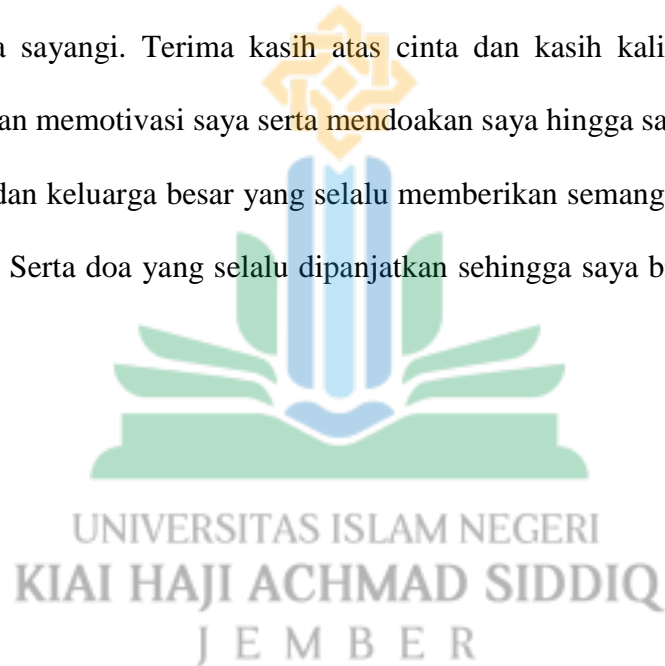 sayangi. Terima kasih atas cinta dan kasih kali
memotivasi saya serta mendoakan saya hingga sa
dan keluarga besar yang selalu memberikan semang
Serta doa yang selalu dipanjatkan sehingga saya b
UNIVERSITAS ISLAM NEGERI
KIAI HAJI ACHMAD SIDDIQ
JEMBER